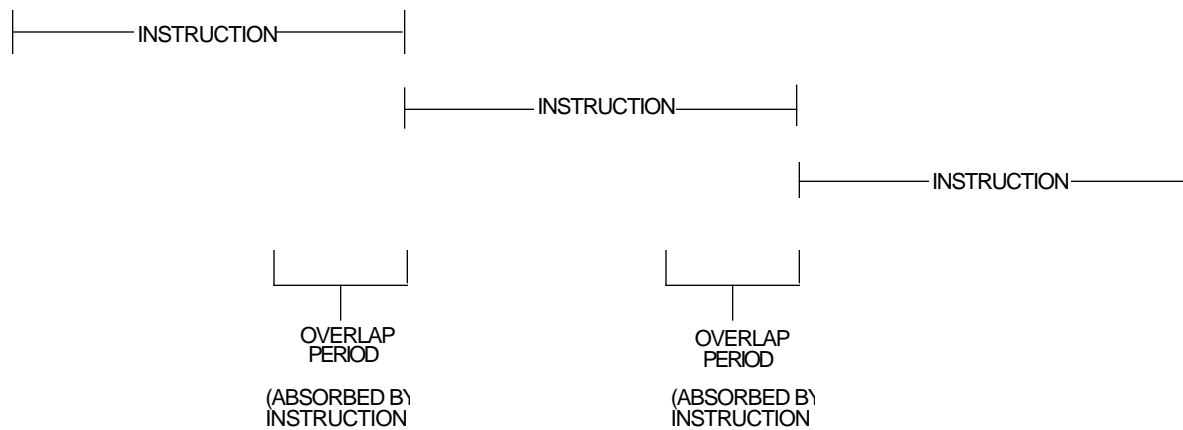 INSTRUCTION
INSTRUCTION
INSTRUCTION
OVERLAP
PERIOD
(ABSORBED BY
INSTRUCTION
OVERLAP
PERIOD
(ABSORBED BY
INSTRUCTION